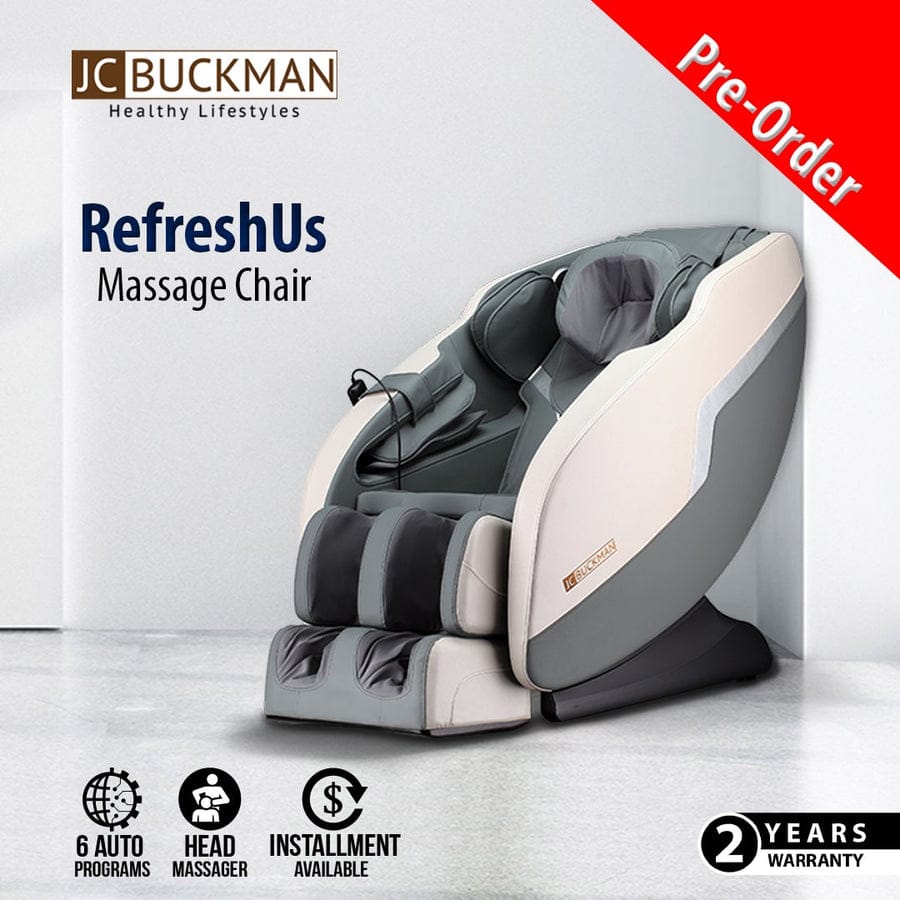 JC BUCKMAN
Healthy Lifestyles
Pre-Order
RefreshUs
Massage Chair
JC BUCKMAN
6 AUTO
PROGRAMS
HEAD
MASSAGER
$
INSTALLMENT
AVAILABLE
2 YEARS
WARRANTY